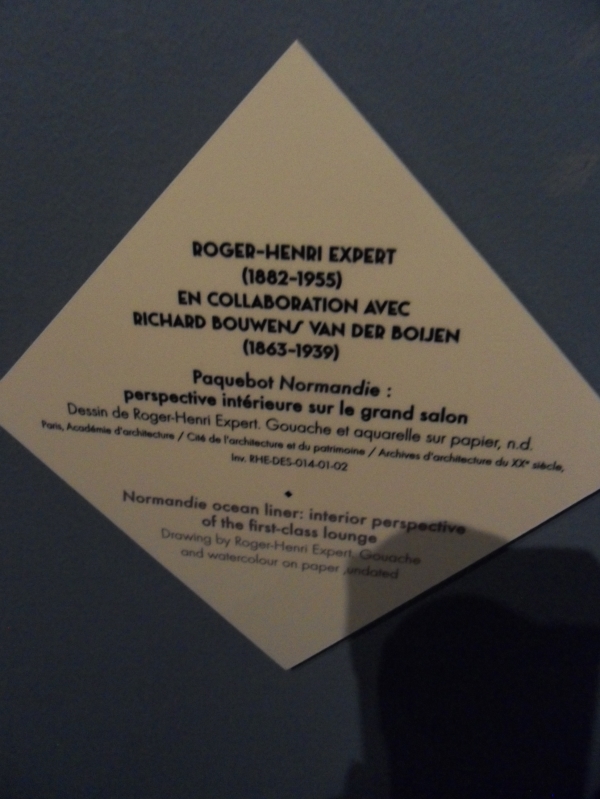 ROGER-HENRI EXPERT
(1882-1955)
EN COLLABORATION AVEC
RICHARD BOUWENS VAN DER BOIJEN
(1863-1939)
Paquebot Normandie :
perspective intérieure sur le grand salon
Dessin de Roger-Henri Expert. Gouache et aquarelle sur papier, n.d.
Paris, Académie d'architecture / Cité de l'architecture et du patrimoine / Archives d'architecture du XXe siècle,
Inv. RHE-DES-014-01-02
Normandie ocean liner: interior perspective
of the first-class lounge
Drawing by Roger-Henri Expert. Gouache
and watercolour on paper ,undated